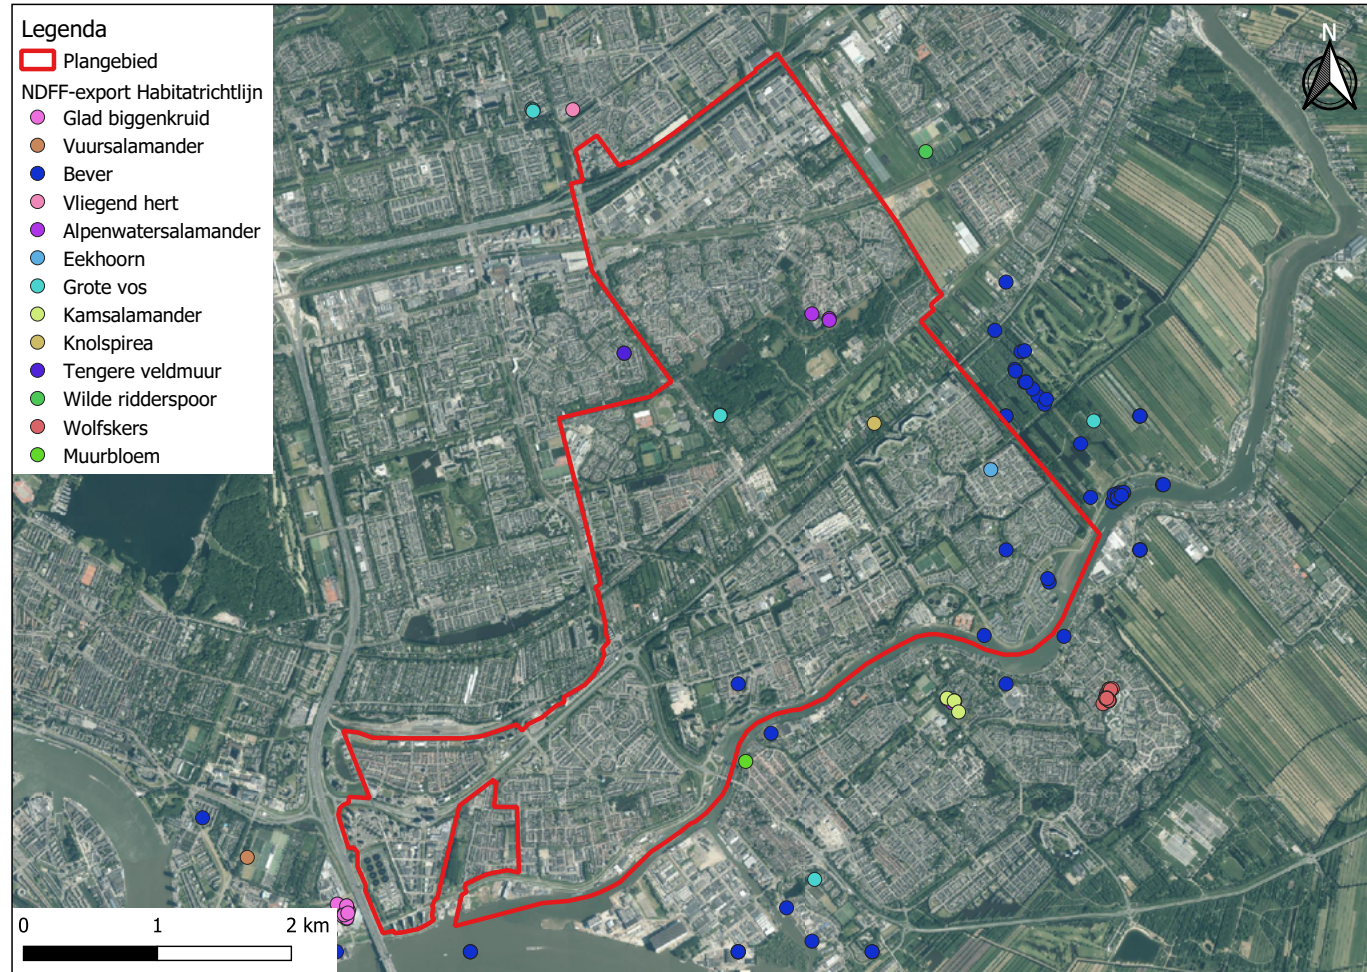 Legenda
Plangebied
NDFF-export Habitatrichtlijn
Glad biggenkruid
Vuursalamander
Bever
Vliegend hert
Alpenwatersalamander
Eekhoorn
Grote vos
Kamsalamander
Knolspirea
Tengere veldmuur
Wilde ridderspoor
Wolfskers
Muurbloem
N
0 1 2 km